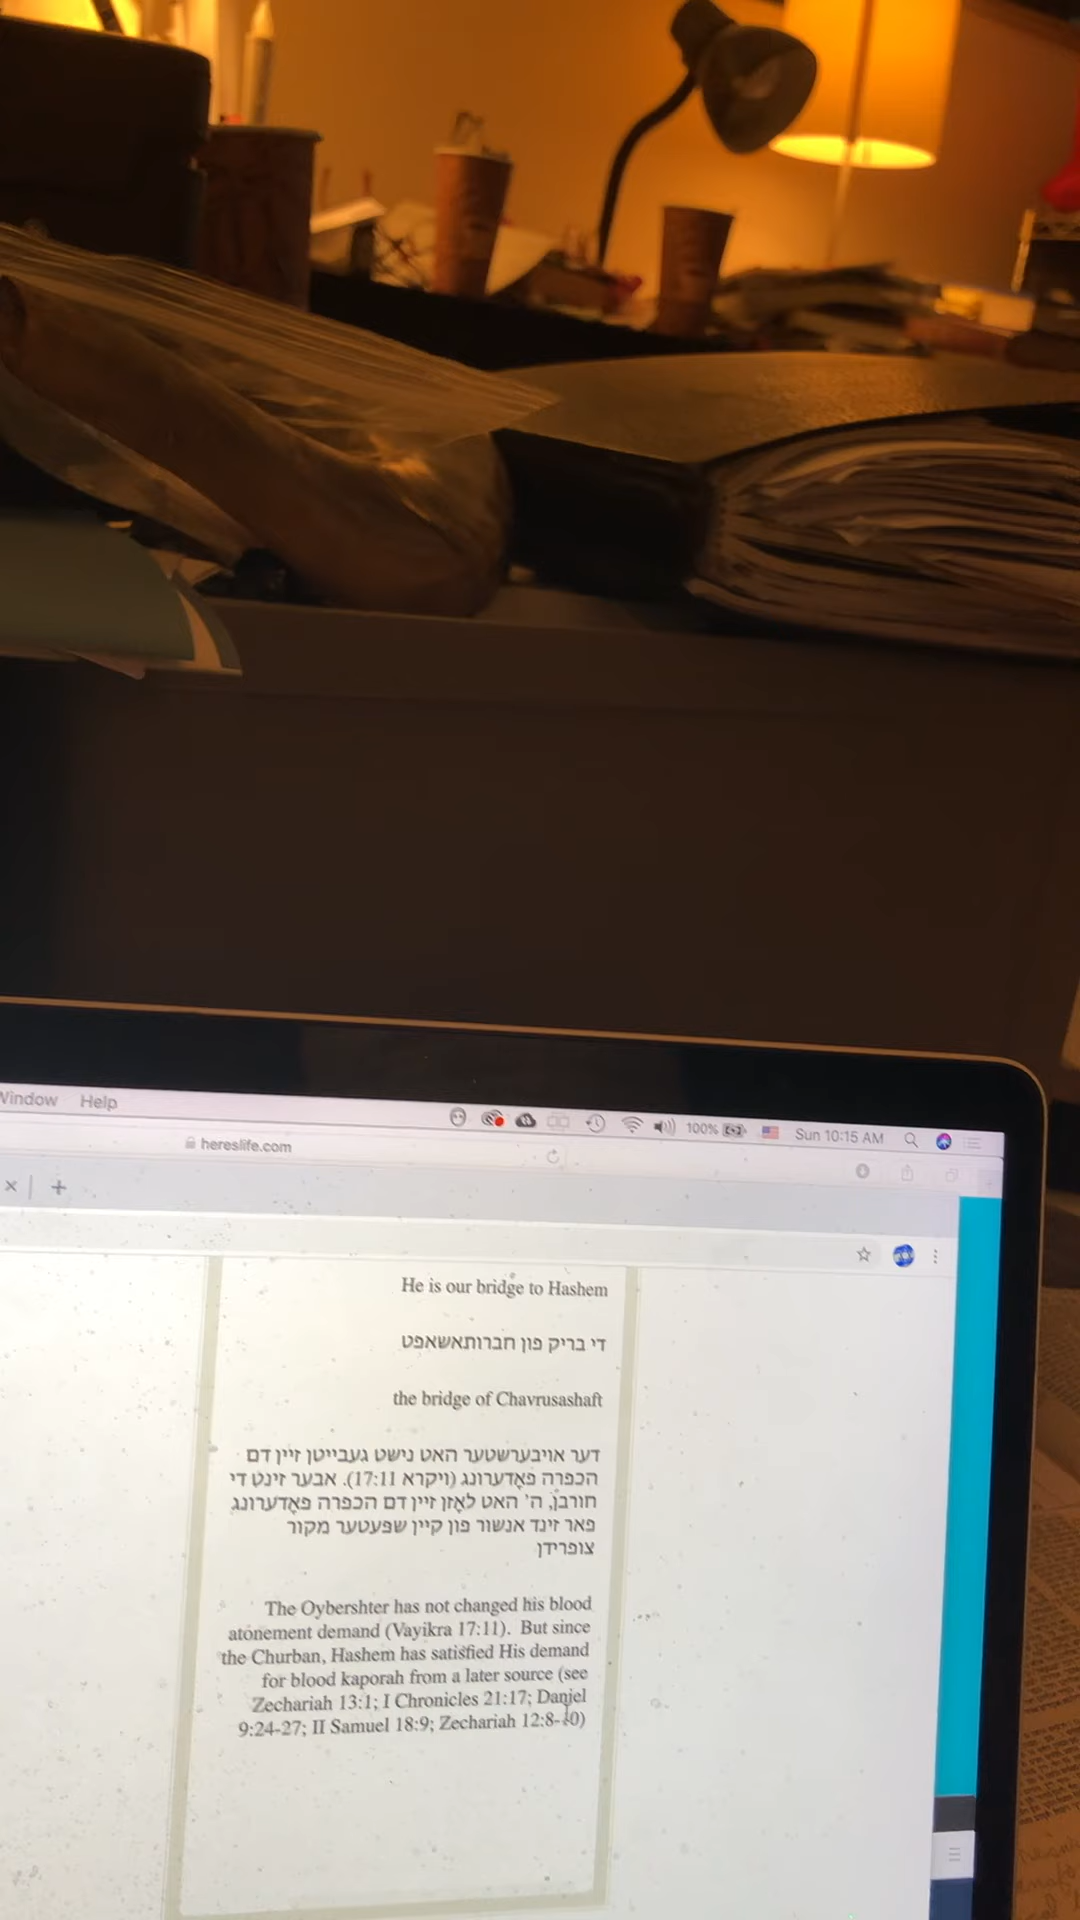 Window Help
100%
Sun 10:15 AM
hereslife.com
He is our bridge to Hashem
די בריק פון חברותאשאפט
the bridge of Chavrusashaft
דער אויבערשטער האט נישט געבייטן זיין דם
הכפרה פאָדערונג (ויקרא 17:11). אבער זינט די
חורבן, ה' האט לאָזן זיין דם הכפרה פאָדערונג
פאר זינד אנשור פון קיין שפּעטער מקור
צופרידן
The Oybershter has not changed his blood
atonement demand (Vayikra 17:11). But since
the Churban, Hashem has satisfied His demand
for blood kaporah from a later source (see
Zechariah 13:1; I Chronicles 21:17; Daniel
9:24-27; II Samuel 18:9; Zechariah 12:8-10)